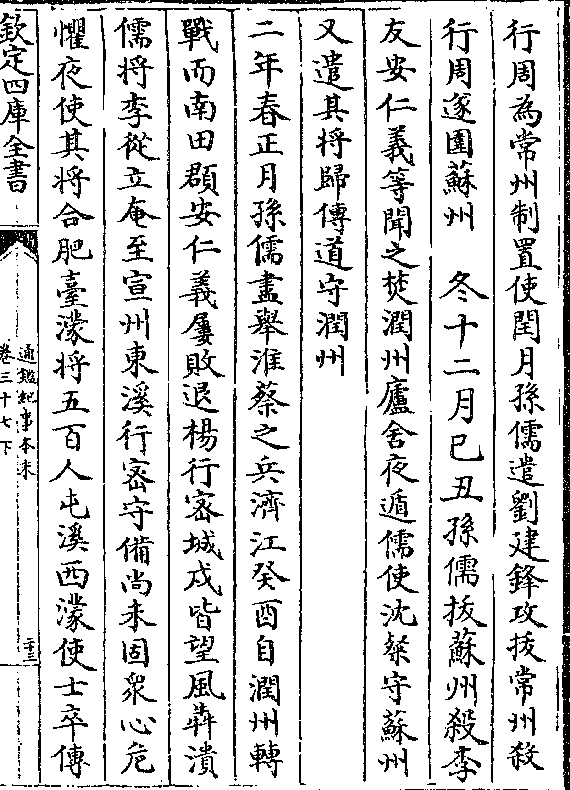 行周為常州制置使閏月孫儒遣劉建鋒攻拔常州殺
行周逐圍蘇州　冬十二月己丑孫儒拔蘇州殺李
友安仁義等聞之焚潤州廬舍夜遁儒使沈粲守蘇州
又遣其将歸傳道守潤州
二年春正月孫儒盡舉淮蔡之兵濟江癸酉自潤州轉
戰而南田頵安仁義屢敗退楊行宻城戍皆望風犇潰
儒将李從立奄至宣州東溪行宻守備尚未固衆心危
懼夜使其将合肥臺濛将五百人屯溪西濛使士卒傳
欽定四庫全書
通鑑紀事本末
卷三十七下
二十三